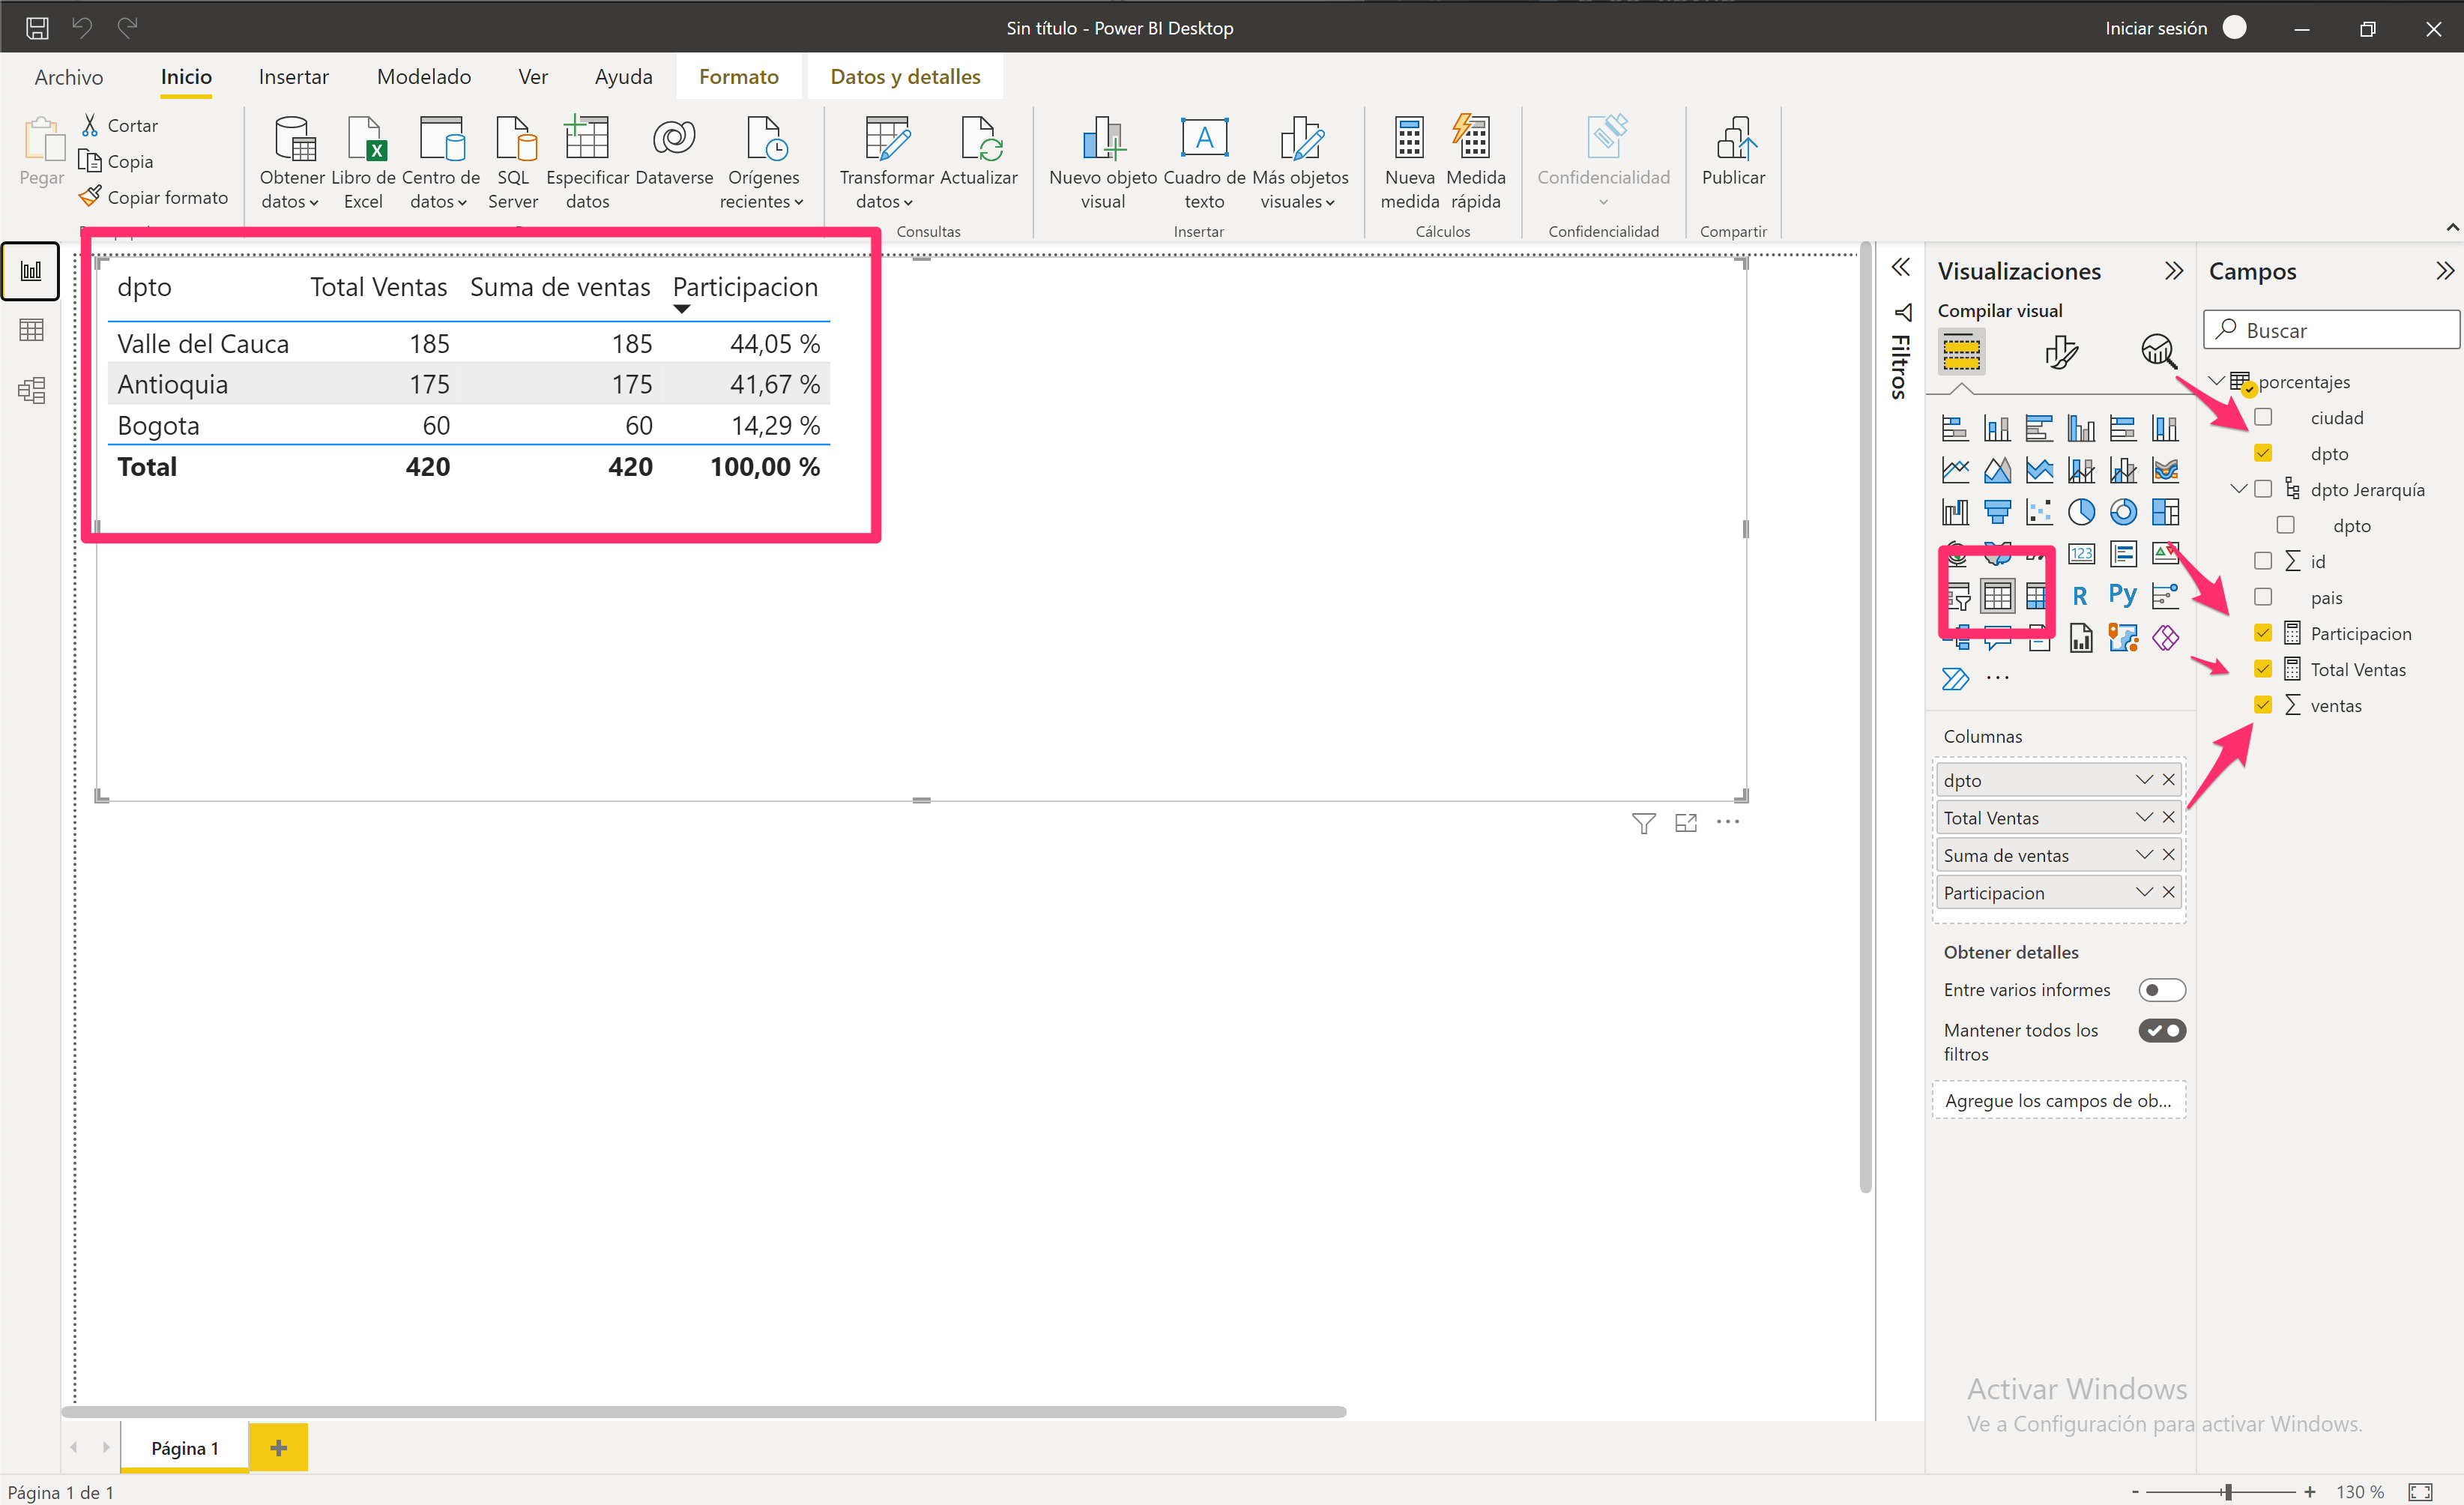 Sin título - Power BI Desktop
Iniciar sesión
Archivo
Inicio
Insertar
Modelado
Ver
Ayuda
Formato
Datos y detalles
Pegar
Cortar
Copia
Copiar formato
Obtener datos
Libro de Excel
Centro de datos
SQL Server
Especificar datos
Dataverse
Orígenes recientes
Transformar datos
Actualizar
Nuevo objeto visual
Cuadro de texto
Más objetos visuales
Nueva medida
Medida rápida
Confidencialidad
Publicar
Consultas
Insertar
Cálculos
Confidencialidad
Compartir
dpto Total Ventas Suma de ventas Participacion
Valle del Cauca 185 185 44,05 %
Antioquia 175 175 41,67 %
Bogota 60 60 14,29 %
Total 420 420 100,00 %
Filtros
Visualizaciones
Compilar visual
123
R
Py
Columnas
dpto
Total Ventas
Suma de ventas
Participacion
Obtener detalles
Entre varios informes
Mantener todos los
filtros
Agregue los campos de ob...
Campos
Buscar
porcentajes
ciudad
dpto
dpto Jerarquía
dpto
id
pais
Participacion
Total Ventas
ventas
Activar Windows
Ve a Configuración para activar Windows.
Página 1
Página 1 de 1
130 %